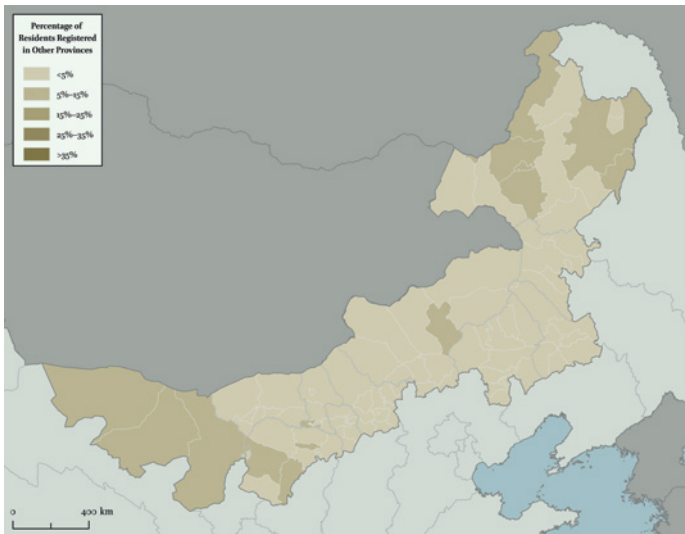 Percentage of
Residents Registered
in Other Provinces
<5%
5%–15%
15%–25%
25%–35%
>35%
0 400 km